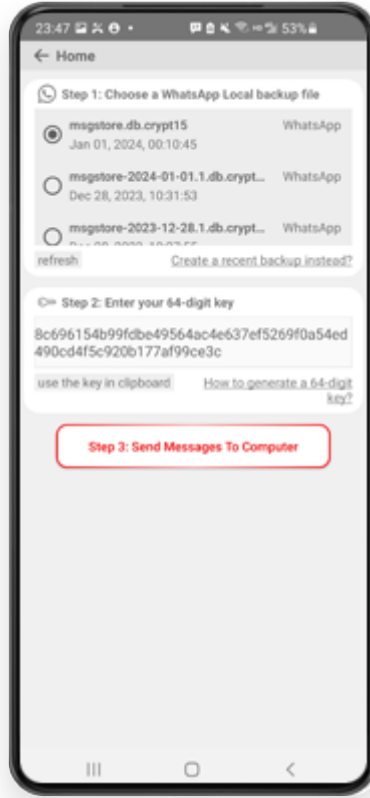 23:47 53%
Home
Step 1: Choose a WhatsApp Local backup file
msgstore.db.crypt15 WhatsApp
Jan 01, 2024, 00:10:45
msgstore-2024-01-01.1.db.crypt... WhatsApp
Dec 28, 2023, 10:31:53
msgstore-2023-12-28.1.db.crypt... WhatsApp
refresh Create a recent backup instead?
Step 2: Enter your 64-digit key
8c696154b99fdbe49564ac4e637ef5269f0a54ed
490cd4f5c920b177af99ce3c
use the key in clipboard How to generate a 64-digit
key?
Step 3: Send Messages To Computer